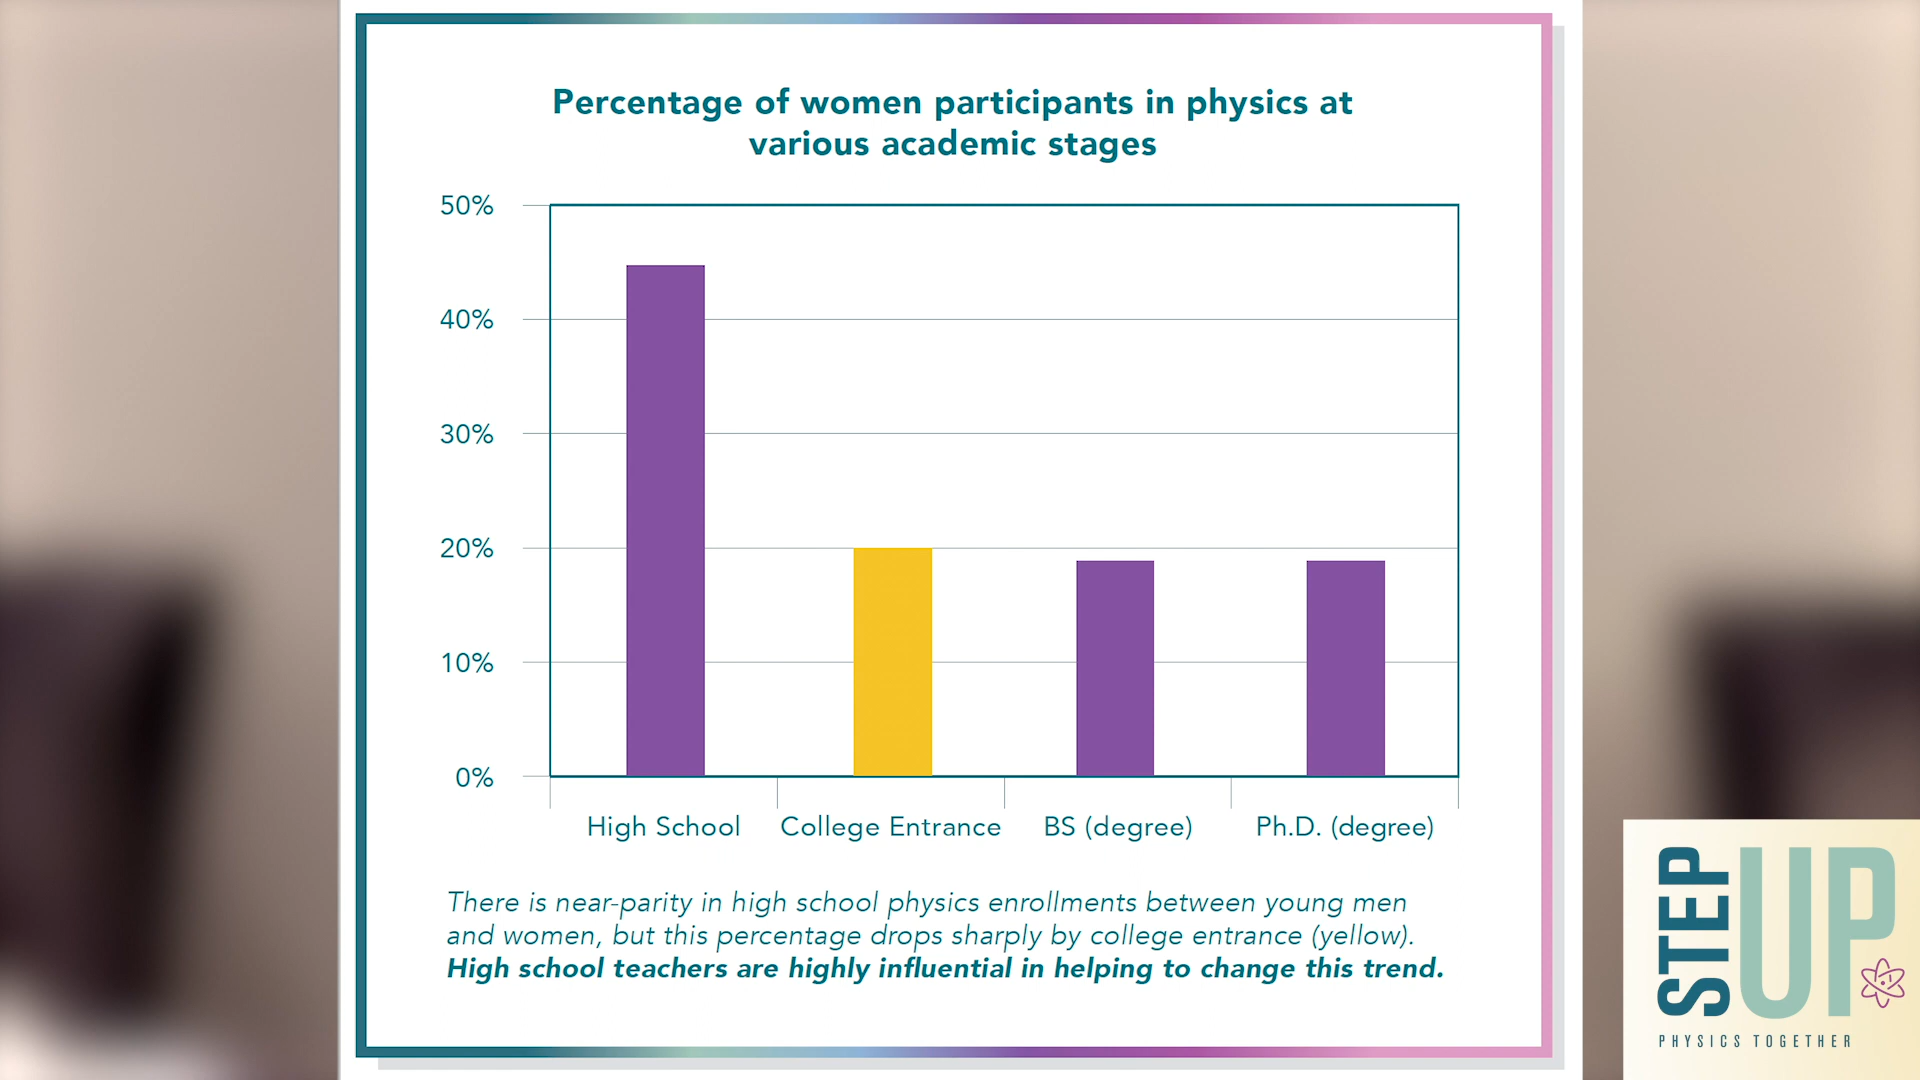 Percentage of women participants in physics at
various academic stages
50%
40%
30%
20%
10%
0%
High School
College Entrance
BS (degree)
Ph.D. (degree)
There is near-parity in high school physics enrollments between young men
and women, but this percentage drops sharply by college entrance (yellow).
High school teachers are highly influential in helping to change this trend.
STEP
UP
PHYSICS TOGETHER